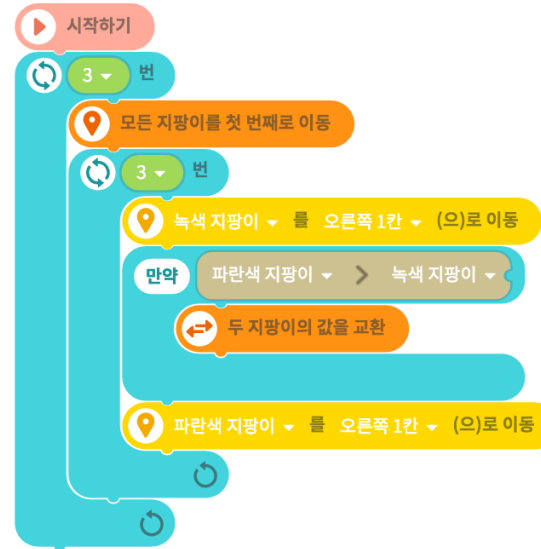 시작하기
3 번
모든 지팡이를 첫 번째로 이동
3 번
녹색 지팡이 를 오른쪽 1칸 (으)로 이동
만약 파란색 지팡이 > 녹색 지팡이
두 지팡이의 값을 교환
파란색 지팡이 를 오른쪽 1칸 (으)로 이동